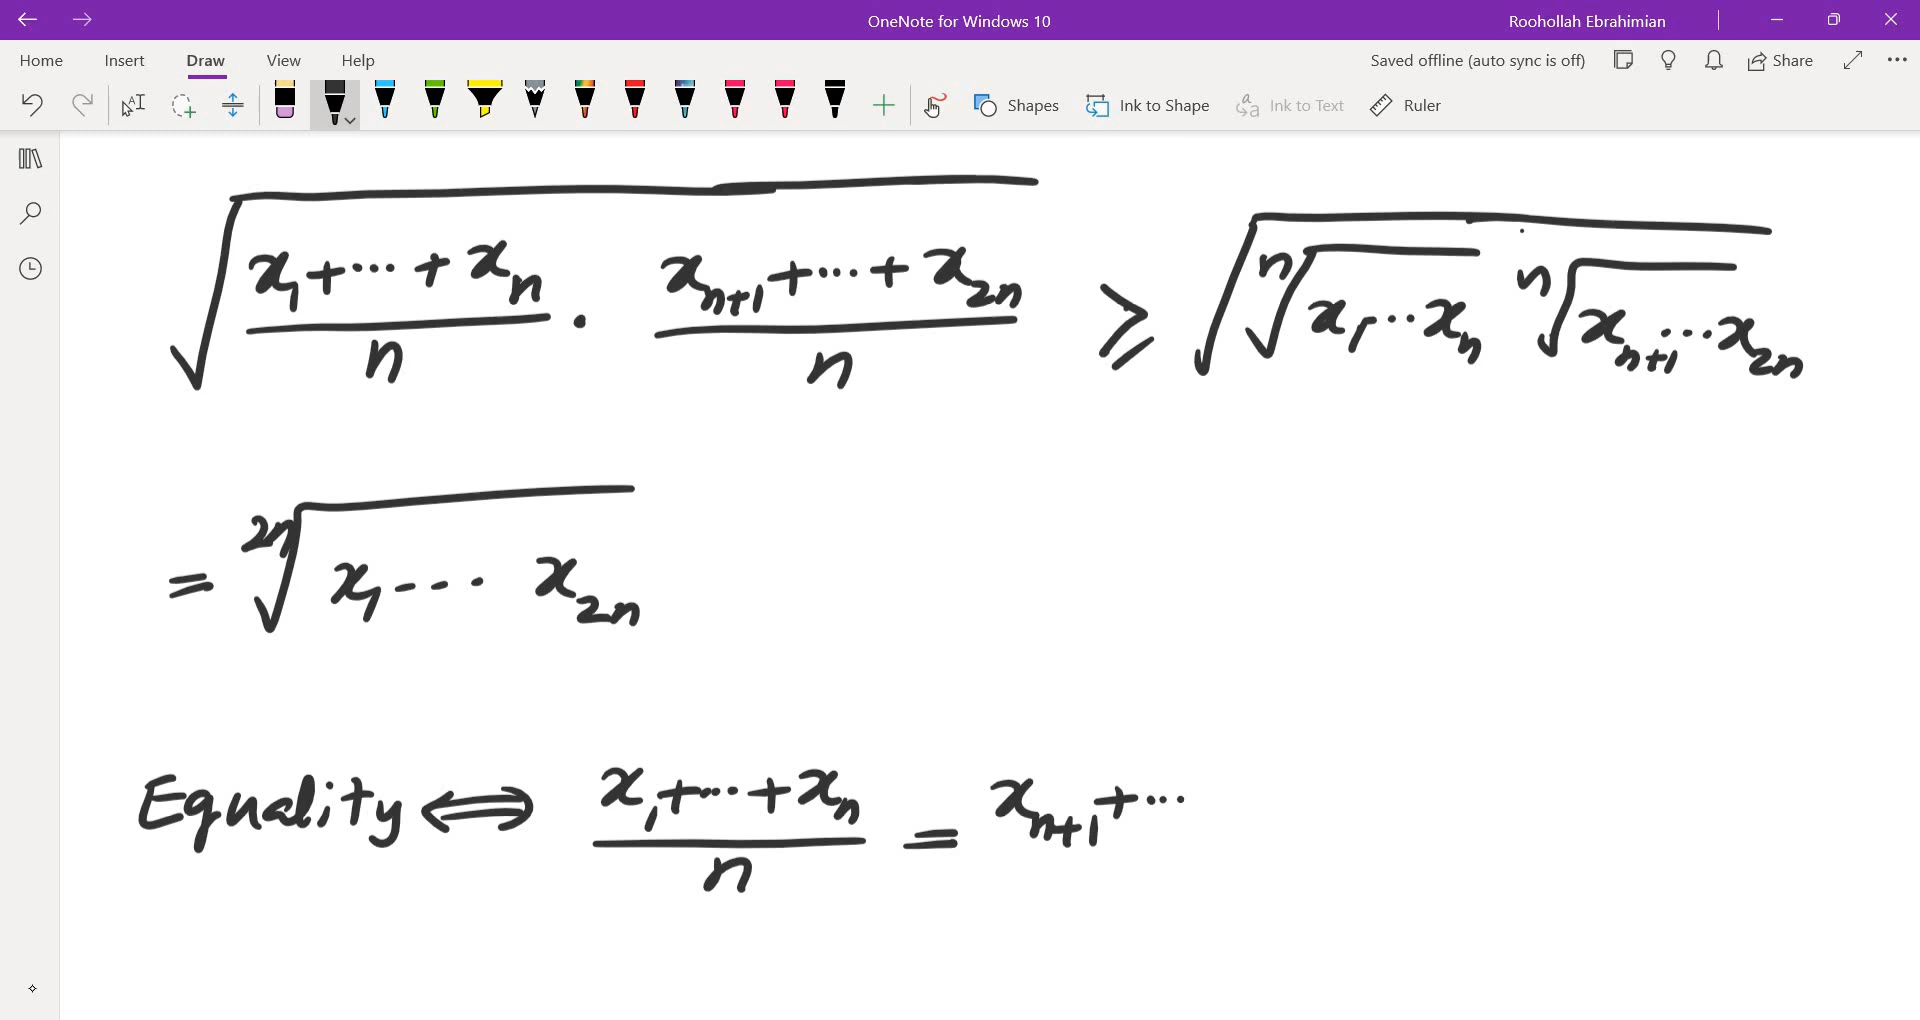 OneNote for Windows 10 Roohollah Ebrahimian
Home Insert Draw View Help Saved offline (auto sync is off) Share
AI Shapes Ink to Shape Ink to Text Ruler
√((x₁+⋯+xₙ)/n · (xₙ₊₁+⋯+x₂ₙ)/n) ≥ √(ⁿ√(x₁⋯xₙ) ⁿ√(xₙ₊₁⋯x₂ₙ))
= ²ⁿ√(x₁⋯ x₂ₙ)
Equality ⟺ (x₁+⋯+xₙ)/n = xₙ₊₁+⋯